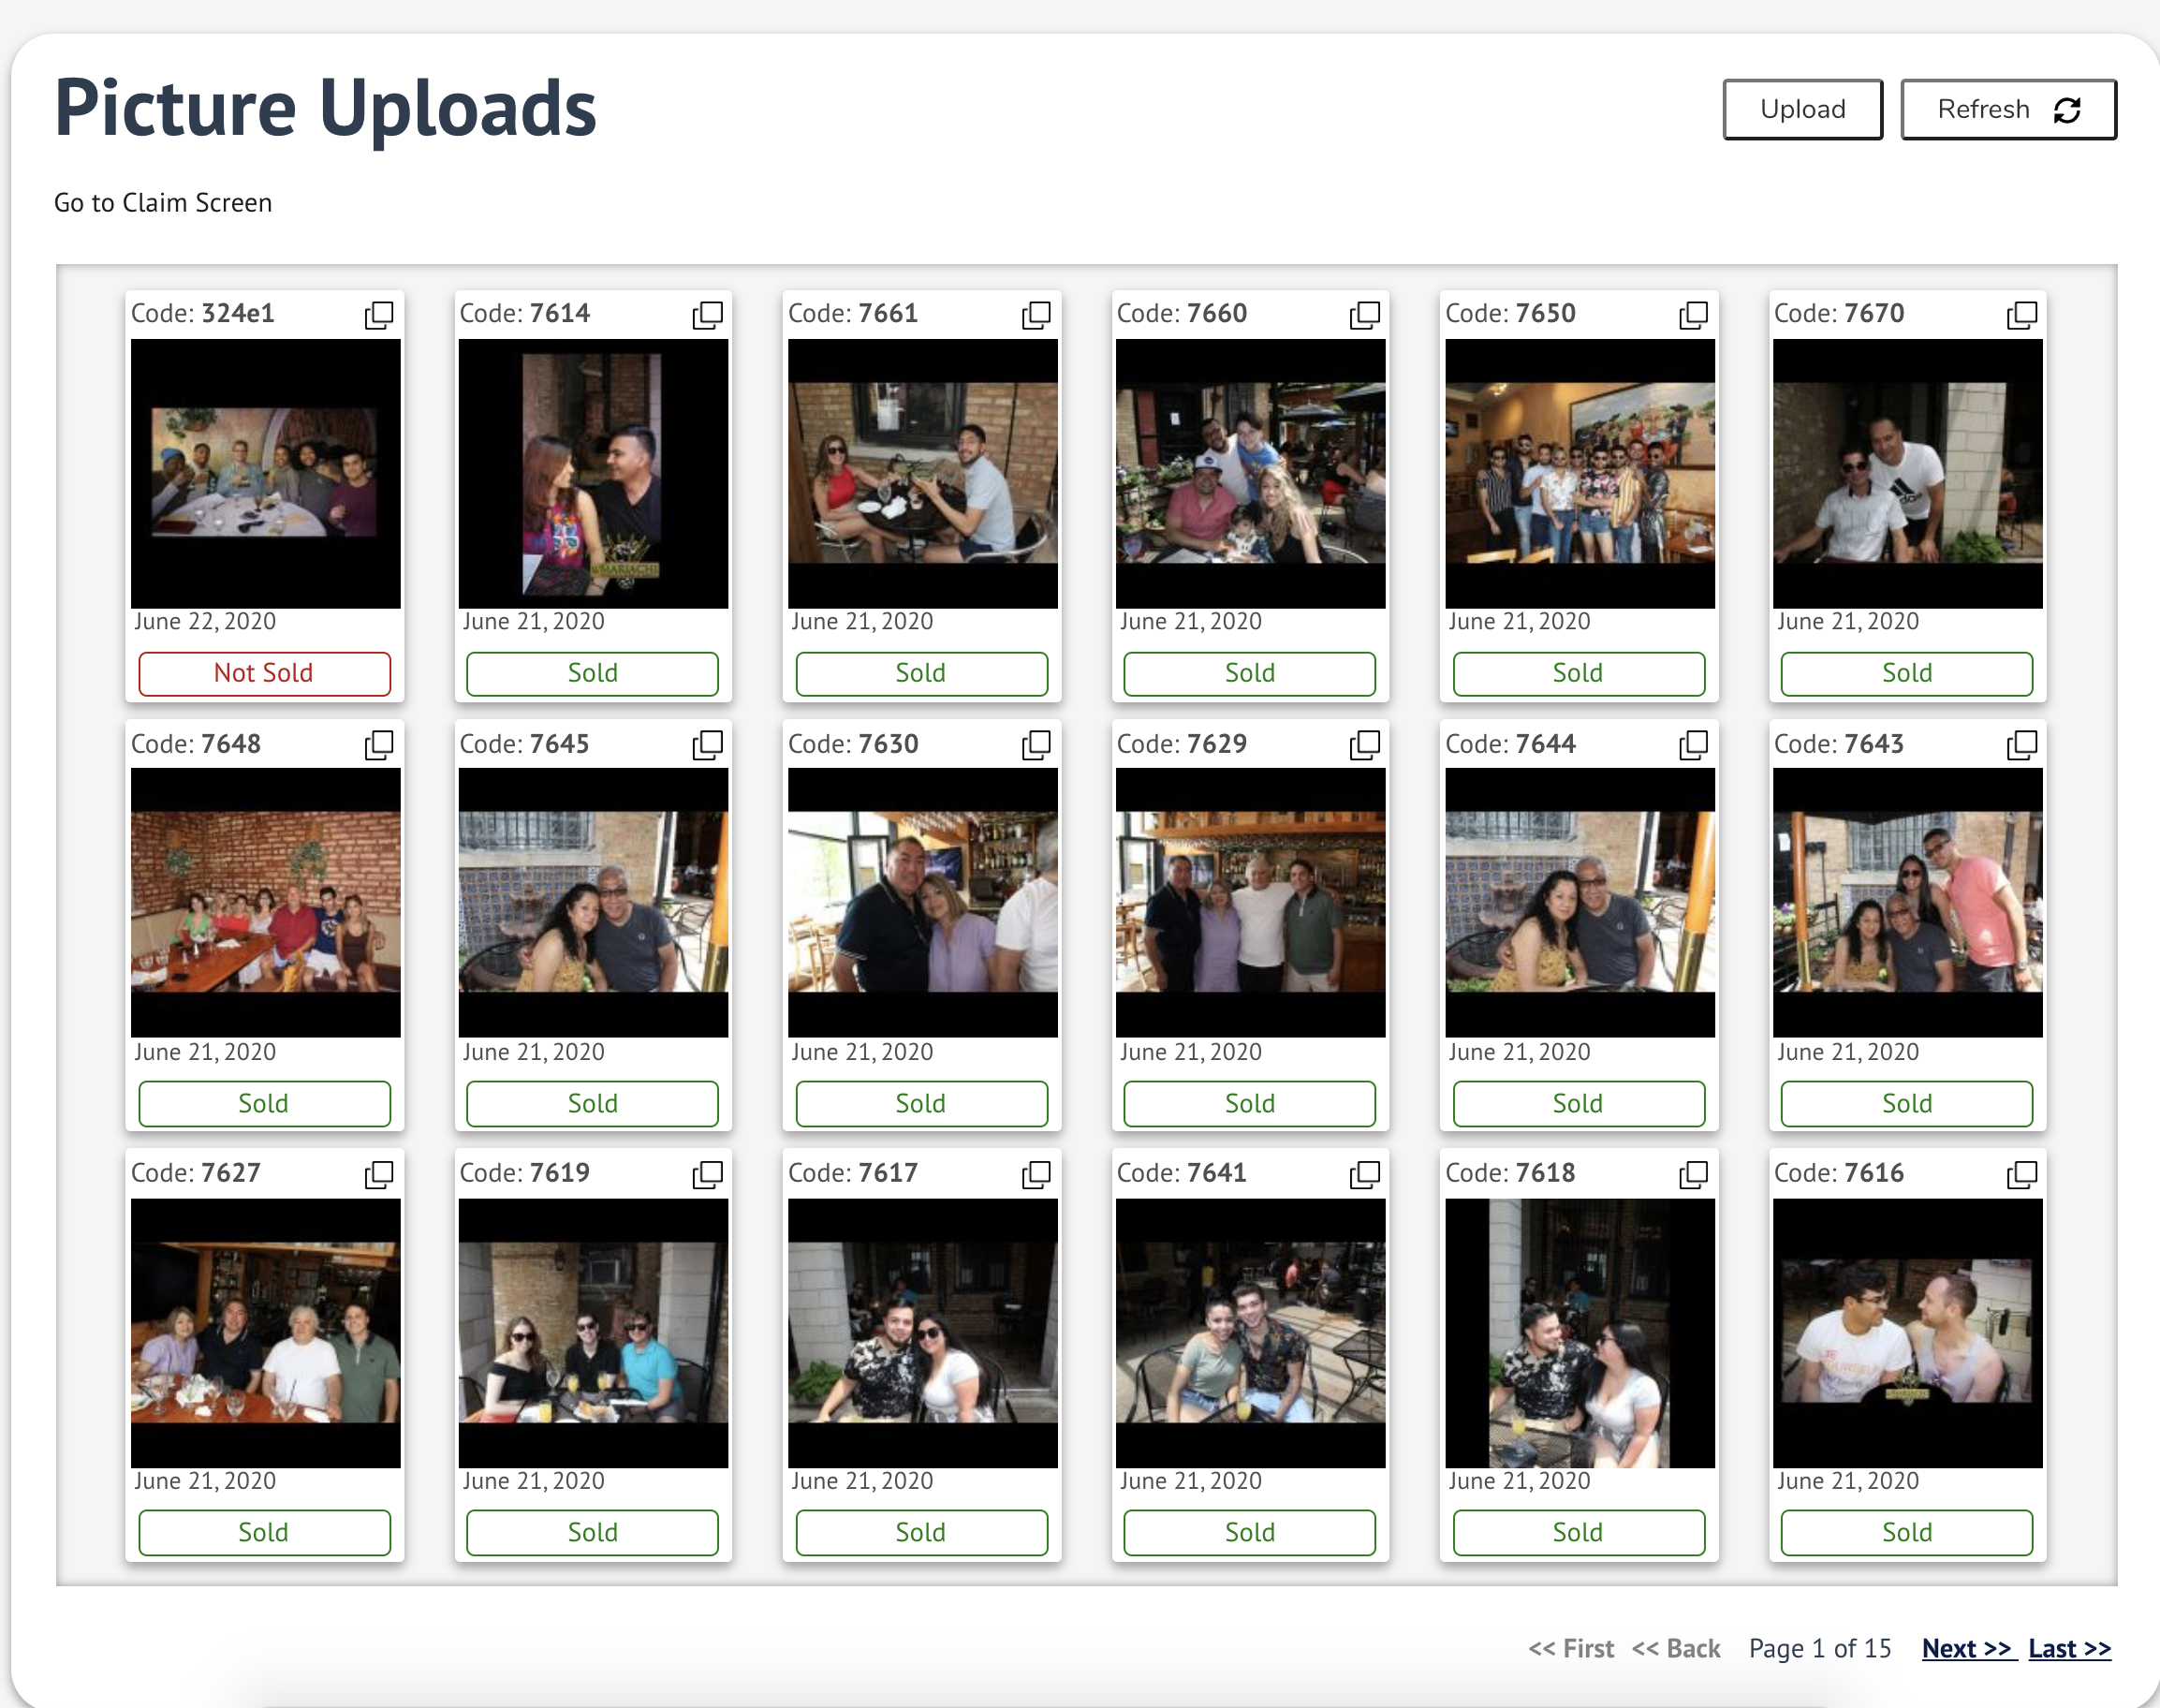 Picture Uploads
Upload
Refresh
Go to Claim Screen
Code: 324e1
Code: 7614
Code: 7661
Code: 7660
Code: 7650
Code: 7670
MARIACHI
June 22, 2020
June 21, 2020
June 21, 2020
June 21, 2020
June 21, 2020
June 21, 2020
Not Sold
Sold
Sold
Sold
Sold
Sold
Code: 7648
Code: 7645
Code: 7630
Code: 7629
Code: 7644
Code: 7643
June 21, 2020
June 21, 2020
June 21, 2020
June 21, 2020
June 21, 2020
June 21, 2020
Sold
Sold
Sold
Sold
Sold
Sold
Code: 7627
Code: 7619
Code: 7617
Code: 7641
Code: 7618
Code: 7616
MARIACHI
June 21, 2020
June 21, 2020
June 21, 2020
June 21, 2020
June 21, 2020
June 21, 2020
Sold
Sold
Sold
Sold
Sold
Sold
<< First << Back Page 1 of 15 Next >> Last >>